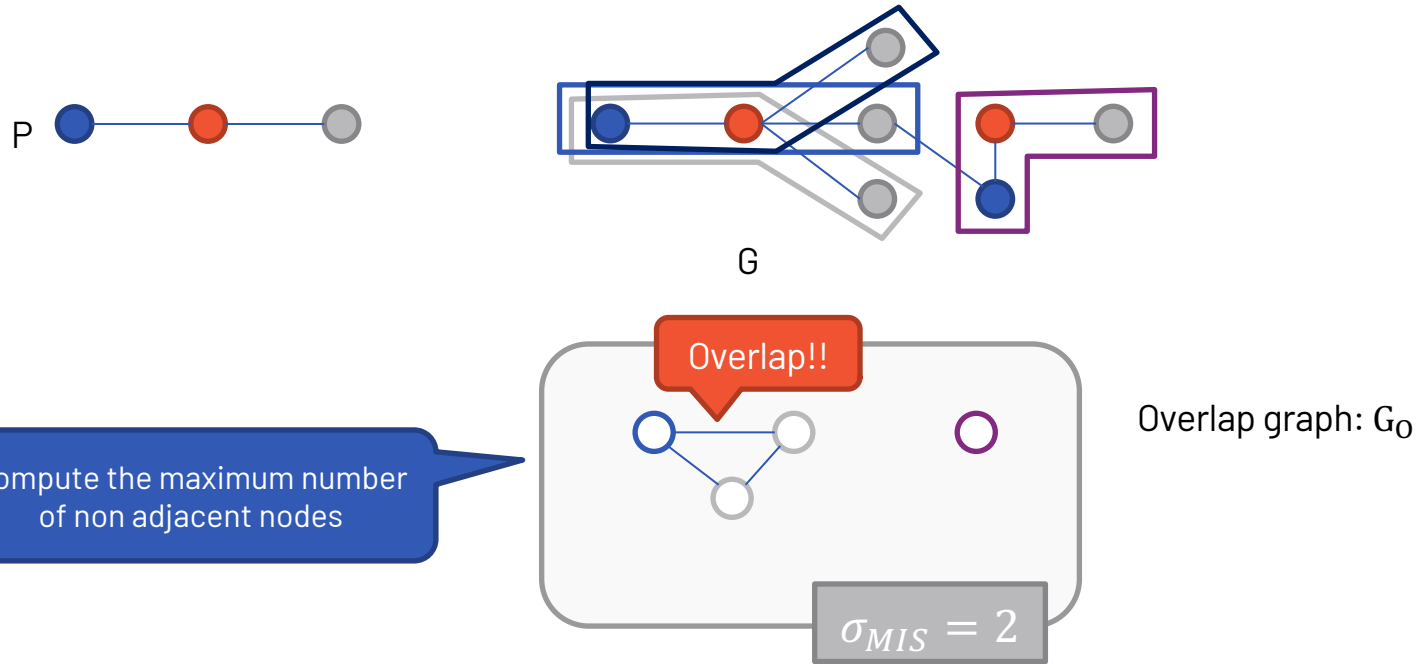 P
G
Overlap!!
Overlap graph: G_O
ompute the maximum number
of non adjacent nodes
σ_MIS = 2